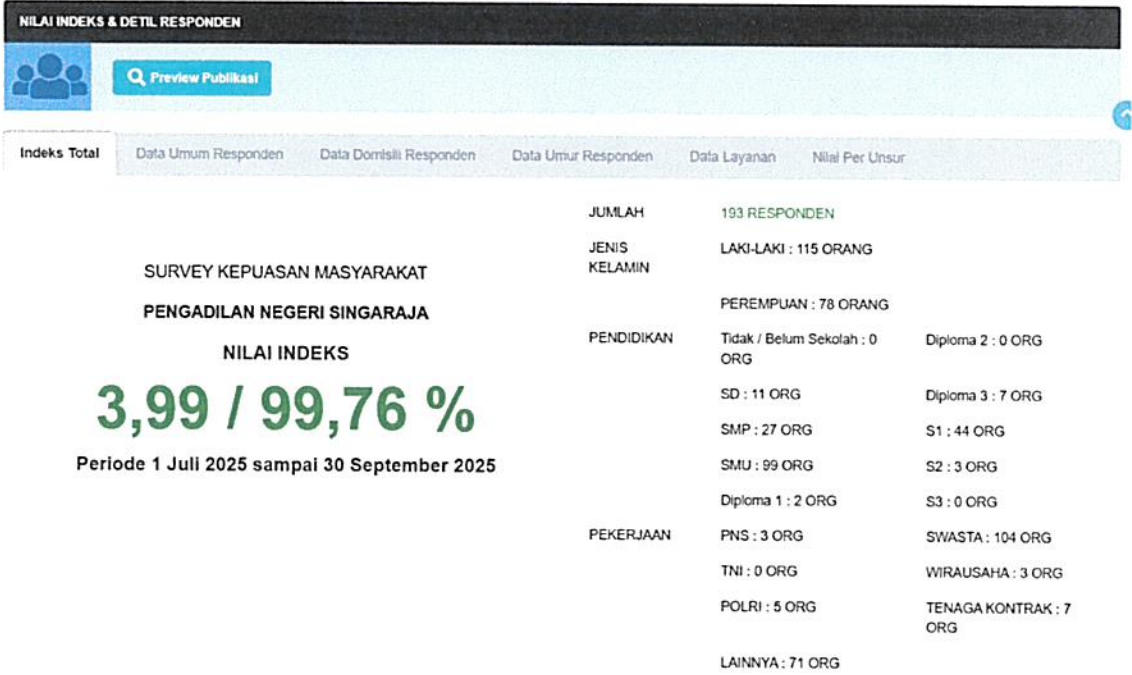 NILAI INDEKS & DETIL RESPONDEN
Preview Publikasi
Indeks Total
Data Umum Responden
Data Domisili Responden
Data Umur Responden
Data Layanan
Nilai Per Unsur
SURVEY KEPUASAN MASYARAKAT
PENGADILAN NEGERI SINGARAJA
NILAI INDEKS
3,99 / 99,76 %
Periode 1 Juli 2025 sampai 30 September 2025
JUMLAH
193 RESPONDEN
JENIS
KELAMIN
LAKI-LAKI : 115 ORANG
PEREMPUAN : 78 ORANG
PENDIDIKAN
Tidak / Belum Sekolah : 0
ORG
Diploma 2 : 0 ORG
SD : 11 ORG
Diploma 3 : 7 ORG
SMP : 27 ORG
S1 : 44 ORG
SMU : 99 ORG
S2 : 3 ORG
Diploma 1 : 2 ORG
S3 : 0 ORG
PEKERJAAN
PNS : 3 ORG
SWASTA : 104 ORG
TNI : 0 ORG
WIRAUSAHA : 3 ORG
POLRI : 5 ORG
TENAGA KONTRAK : 7
ORG
LAINNYA : 71 ORG